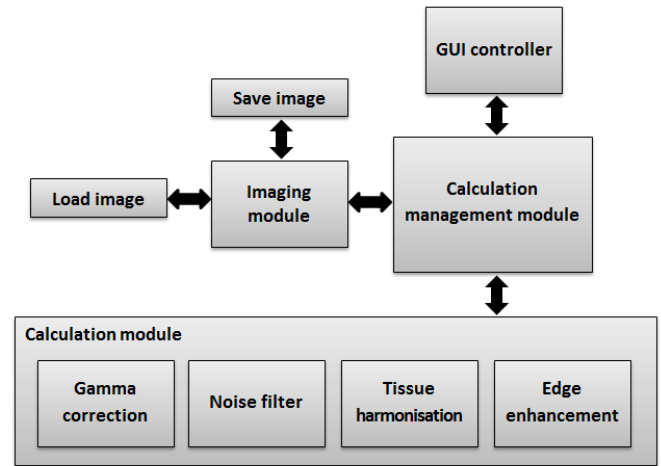 GUI controller
Save image
Load image
Imaging
module
Calculation
management module
Calculation module
Gamma
correction
Noise filter
Tissue
harmonisation
Edge
enhancement